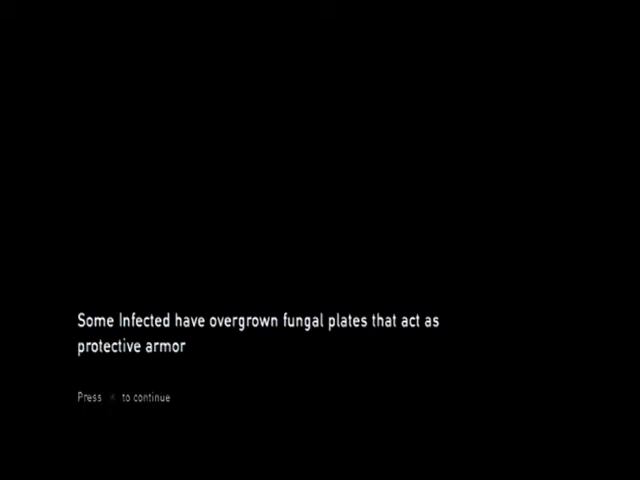 Some Infected have overgrown fungal plates that act as
protective armor
Press to continue